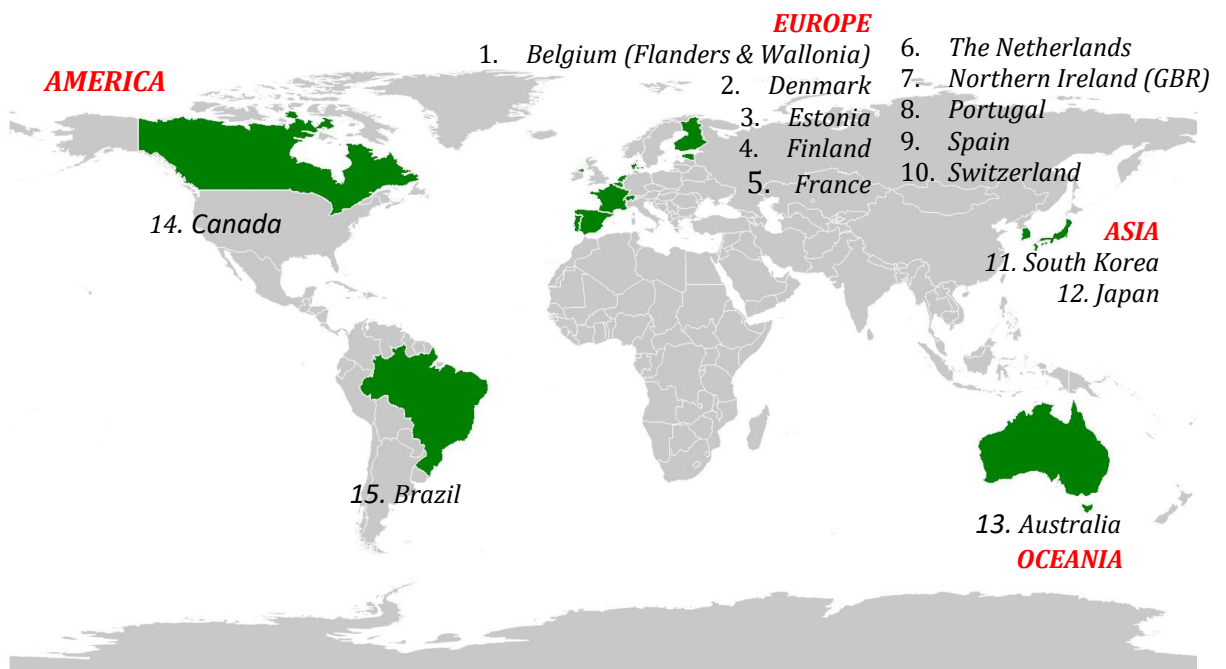 AMERICA
EUROPE
1. Belgium (Flanders & Wallonia)
2. Denmark
3. Estonia
4. Finland
5. France
6. The Netherlands
7. Northern Ireland (GBR)
8. Portugal
9. Spain
10. Switzerland
ASIA
11. South Korea
12. Japan
14. Canada
15. Brazil
13. Australia
OCEANIA